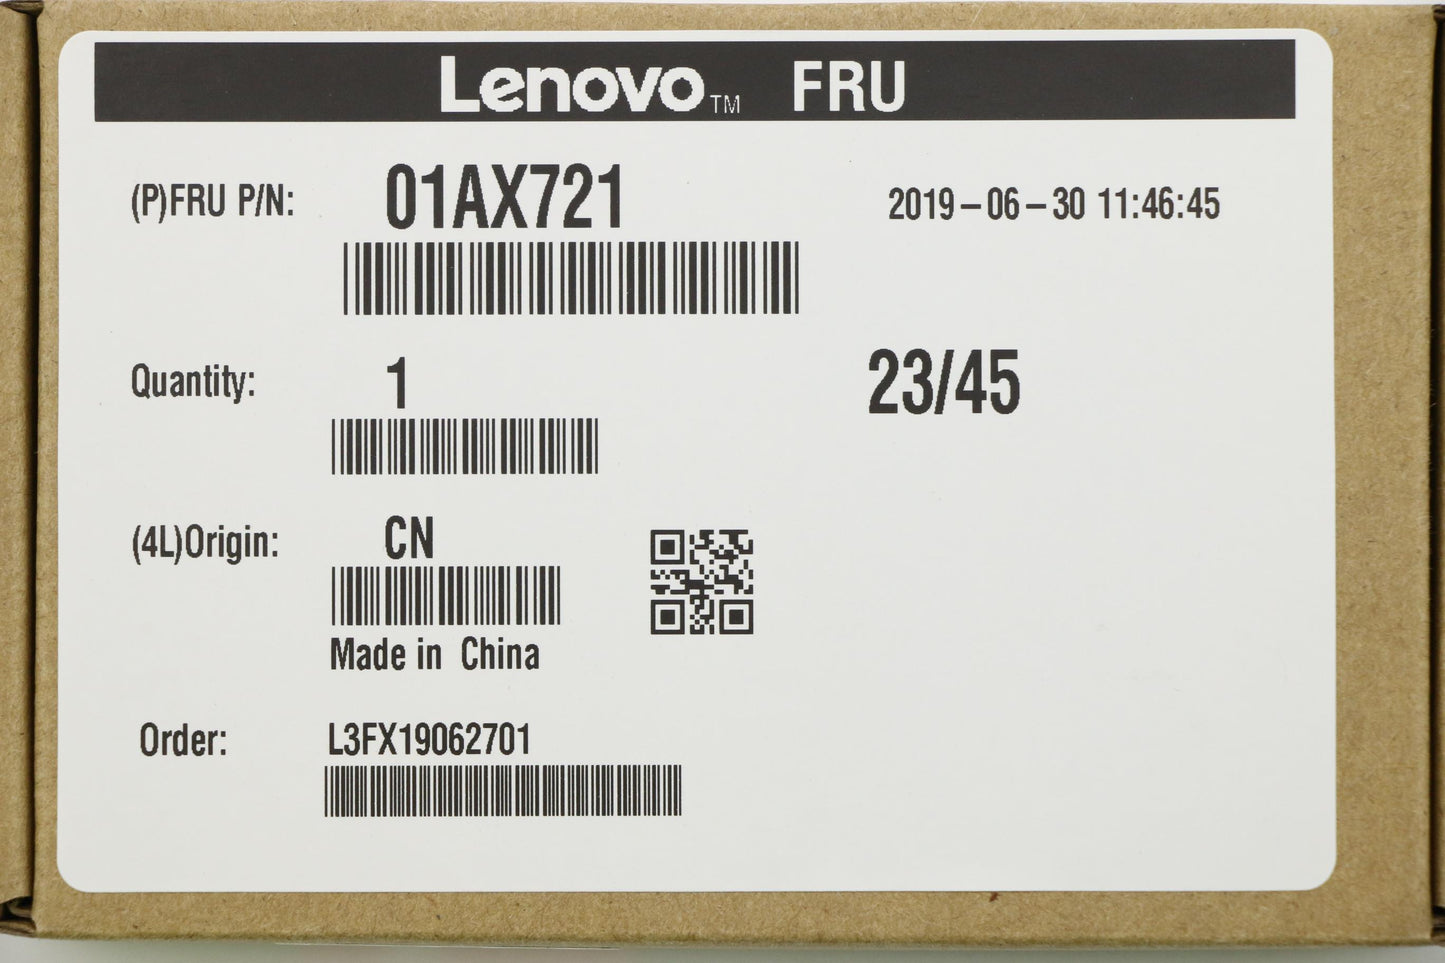 Lenovo™ FRU
(P)FRU P/N: 01AX721 2019-06-30 11:46:45
Quantity: 1 23/45
(4L)Origin: CN
Made in China
Order: L3FX19062701